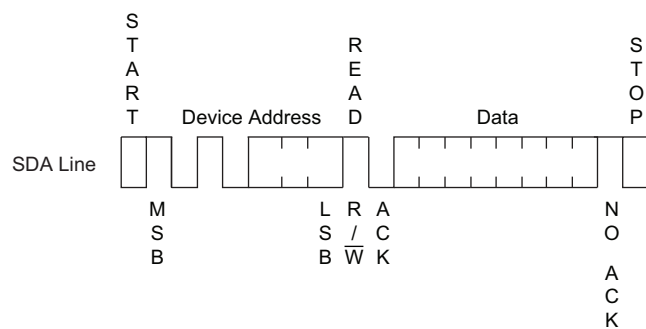 START
READ
STOP
Device Address
Data
SDA Line
MSB
LSB
R/W̅
ACK
NO ACK